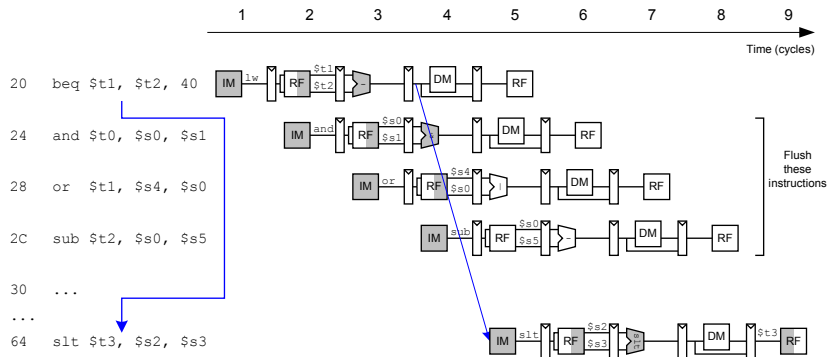 1 2 3 4 5 6 7 8 9
Time (cycles)
20 beq $t1, $t2, 40 IM lw RF $t1 $t2 - DM RF
24 and $t0, $s0, $s1 IM and RF $s0 $s1 & DM RF
28 or $t1, $s4, $s0 IM or RF $s4 $s0 | DM RF
2C sub $t2, $s0, $s5 IM sub RF $s0 $s5 - DM RF
Flush
these
instructions
30 ...
...
64 slt $t3, $s2, $s3 IM slt RF $s2 $s3 slt DM $t3 RF